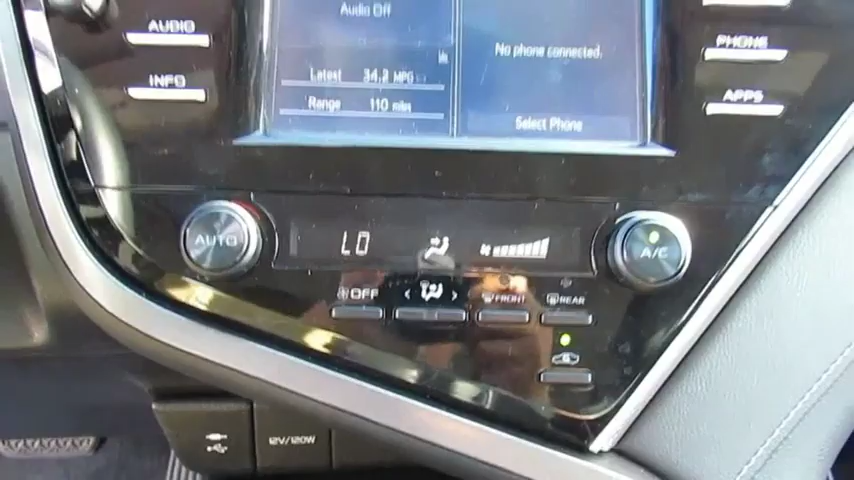 AUDIO
Audio Off
PHONE
No phone connected.
INFO
Latest 34.2 MPG
APPS
Range 110 miles
Select Phone
AUTO
LO
A/C
OFF
FRONT
REAR
12V/120W